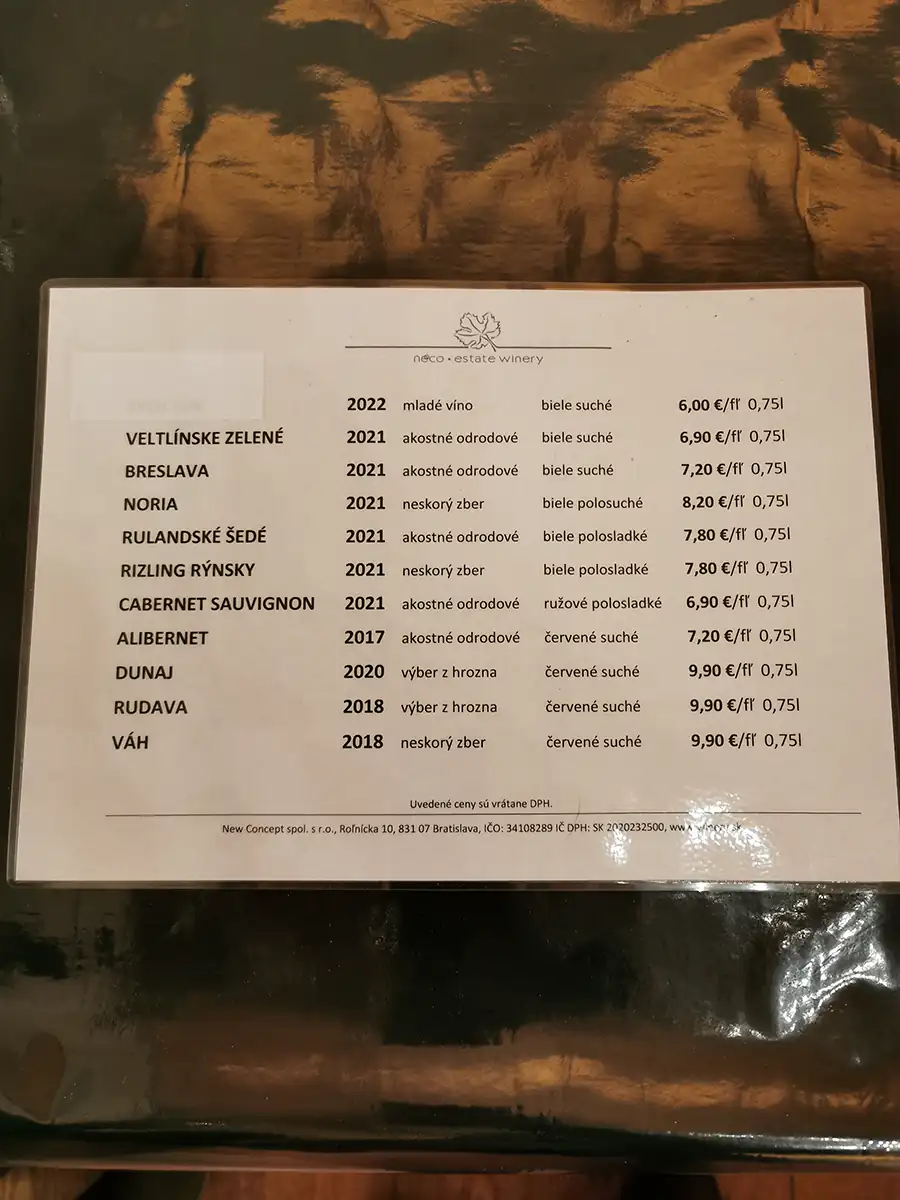 néco • estate winery
2022 mladé víno biele suché 6,00 €/fľ 0,75l
VELTLÍNSKE ZELENÉ 2021 akostné odrodové biele suché 6,90 €/fľ 0,75l
BRESLAVA 2021 akostné odrodové biele suché 7,20 €/fľ 0,75l
NORIA 2021 neskorý zber biele polosuché 8,20 €/fľ 0,75l
RULANDSKÉ ŠEDÉ 2021 akostné odrodové biele polosladké 7,80 €/fľ 0,75l
RIZLING RÝNSKY 2021 neskorý zber biele polosladké 7,80 €/fľ 0,75l
CABERNET SAUVIGNON 2021 akostné odrodové ružové polosladké 6,90 €/fľ 0,75l
ALIBERNET 2017 akostné odrodové červené suché 7,20 €/fľ 0,75l
DUNAJ 2020 výber z hrozna červené suché 9,90 €/fľ 0,75l
RUDAVA 2018 výber z hrozna červené suché 9,90 €/fľ 0,75l
VÁH 2018 neskorý zber červené suché 9,90 €/fľ 0,75l
Uvedené ceny sú vrátane DPH.
New Concept spol. s r.o., Roľnícka 10, 831 07 Bratislava, IČO: 34108289 IČ DPH: SK 2020232500,